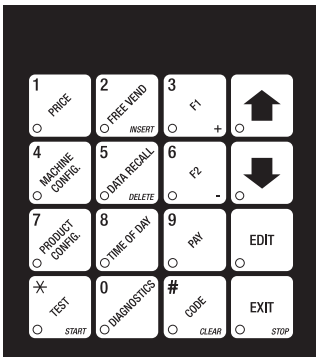 1
PRICE
2
FREE VEND
INSERT
3
F1
+
4
MACHINE
CONFIG.
5
DATA RECALL
DELETE
6
F2
-
7
PRODUCT
CONFIG.
8
TIME OF DAY
9
PAY
EDIT
*
TEST
START
0
DIAGNOSTICS
#
CODE
CLEAR
EXIT
STOP